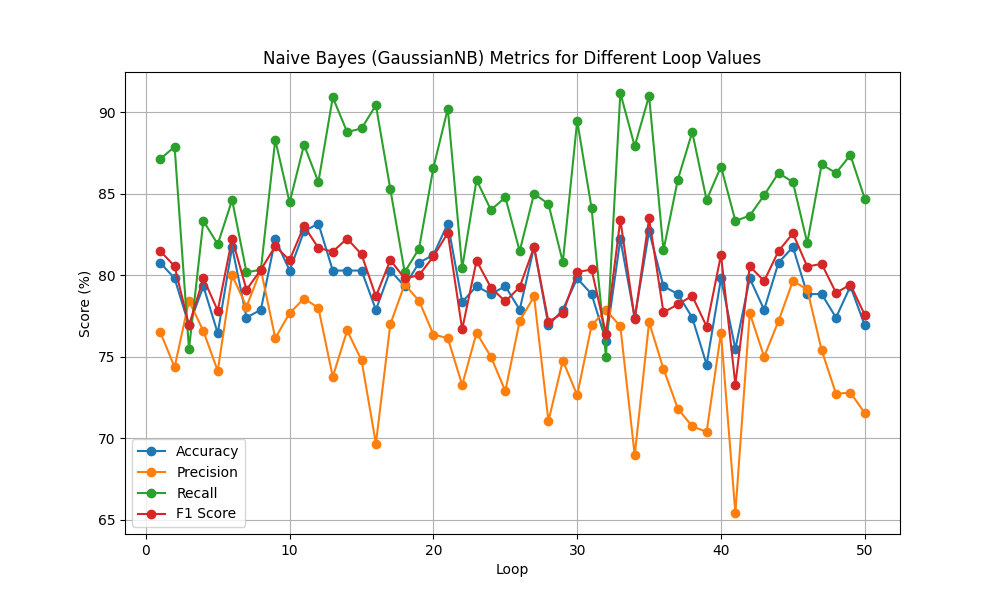 Naive Bayes (GaussianNB) Metrics for Different Loop Values
Score (%)
90
85
80
75
70
65
Accuracy
Precision
Recall
F1 Score
0 10 20 30 40 50
Loop